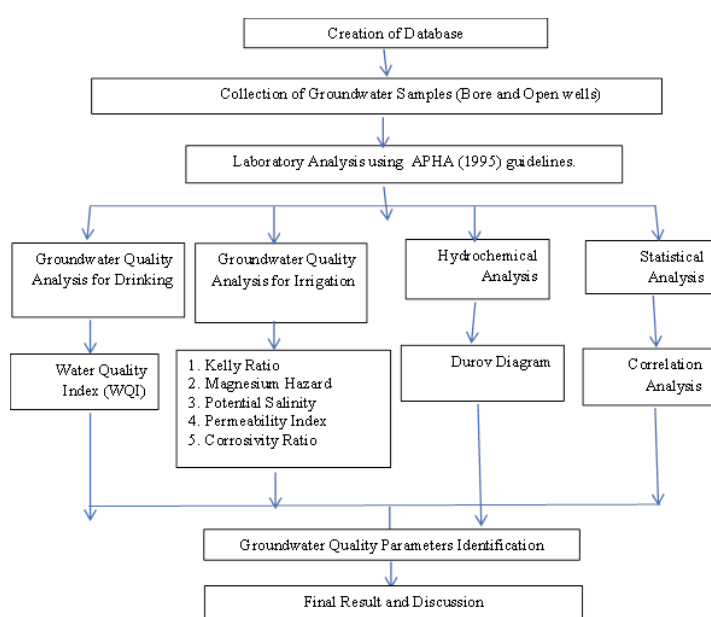 Creation of Database
Collection of Groundwater Samples (Bore and Open wells)
Laboratory Analysis using APHA (1995) guidelines.
Groundwater Quality
Analysis for Drinking
Groundwater Quality
Analysis for Irrigation
Hydrochemical
Analysis
Statistical
Analysis
Water Quality
Index (WQI)
1. Kelly Ratio
2. Magnesium Hazard
3. Potential Salinity
4. Permeability Index
5. Corrosivity Ratio
Durov Diagram
Correlation
Analysis
Groundwater Quality Parameters Identification
Final Result and Discussion